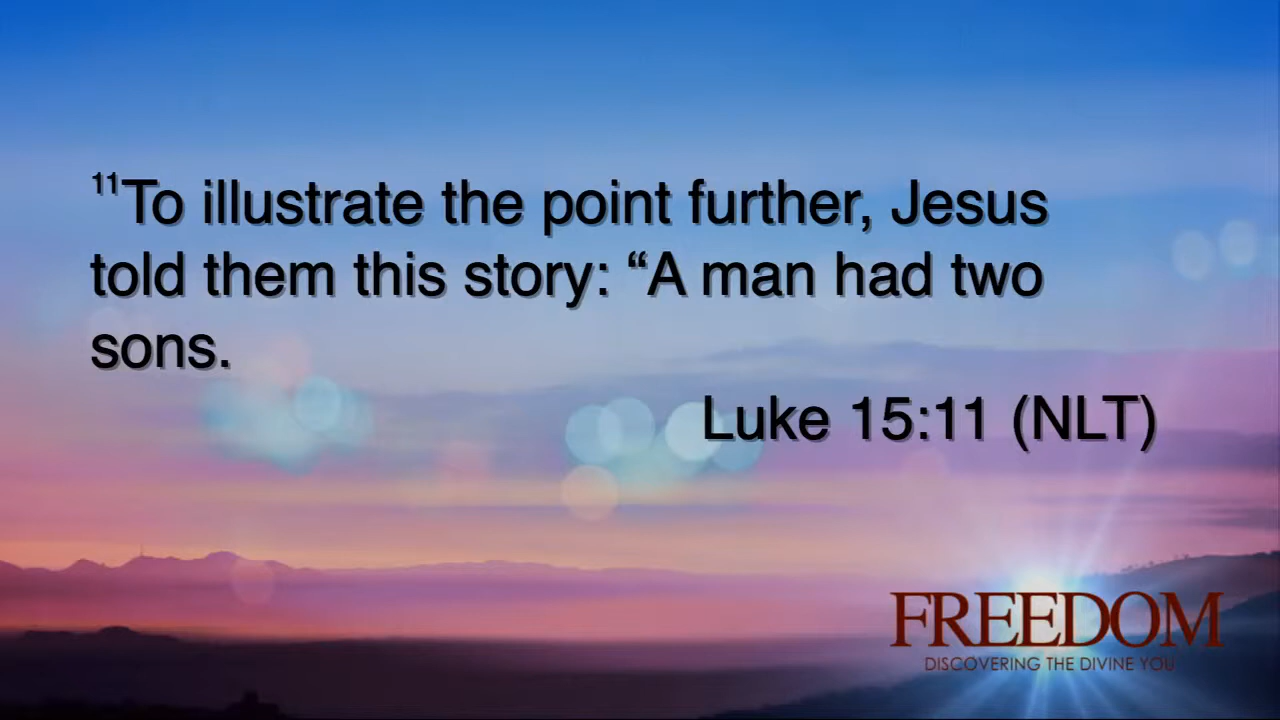 ¹¹To illustrate the point further, Jesus
told them this story: “A man had two
sons.
Luke 15:11 (NLT)
FREEDOM
DISCOVERING THE DIVINE YOU